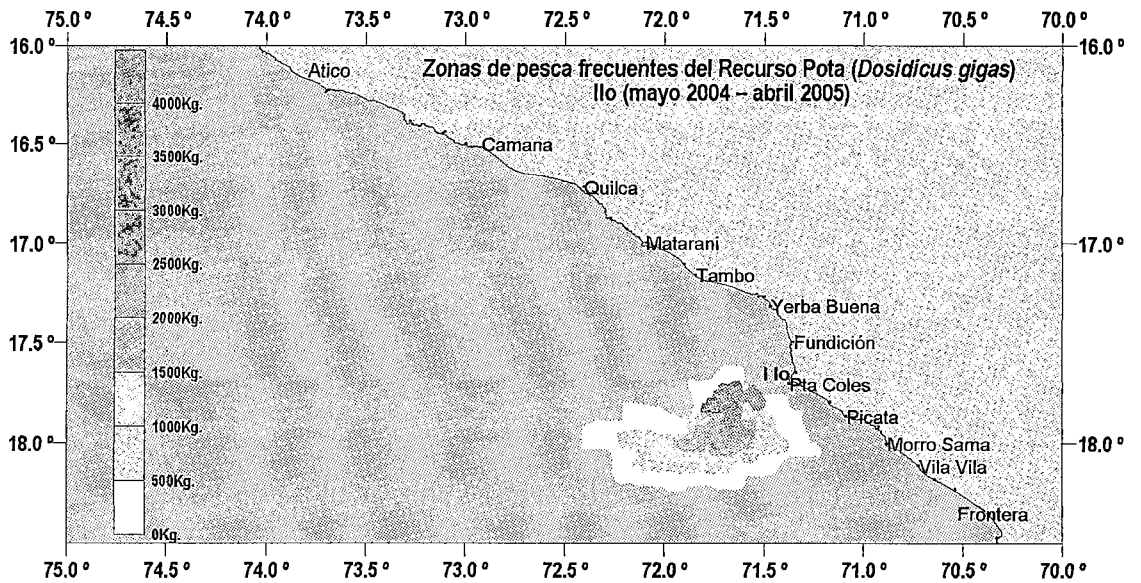 75.0 º 74.5 º 74.0 º 73.5 º 73.0 º 72.5 º 72.0 º 71.5 º 71.0 º 70.5 º 70.0 º
16.0 º 16.0 º
Zonas de pesca frecuentes del Recurso Pota (Dosidicus gigas)
Ilo (mayo 2004 – abril 2005)
Atico
4000Kg.
16.5 º
Camana
3500Kg.
Quilca
3000Kg.
17.0 º 17.0 º
Matarani
2500Kg.
Tambo
Yerba Buena
2000Kg.
17.5 º
Fundición
1500Kg.
I lo
Pta Coles
1000Kg.
Picata
18.0 º 18.0 º
Morro Sama
500Kg.
Vila Vila
Frontera
0Kg.
75.0 º 74.5 º 74.0 º 73.5 º 73.0 º 72.5 º 72.0 º 71.5 º 71.0 º 70.5 º 70.0 º